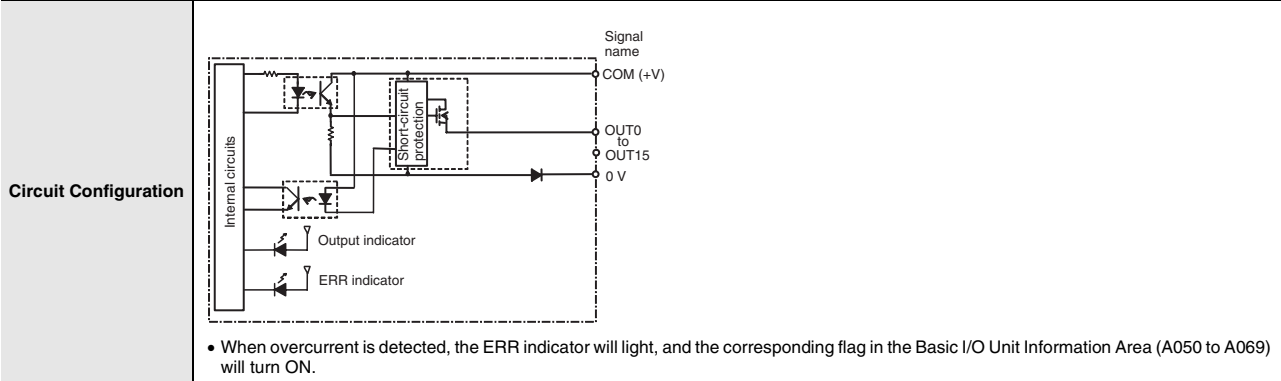 Circuit Configuration
Signal
name
COM (+V)
OUT0
to
OUT15
0 V
Internal circuits
Short-circuit
protection
Output indicator
ERR indicator
• When overcurrent is detected, the ERR indicator will light, and the corresponding flag in the Basic I/O Unit Information Area (A050 to A069)
will turn ON.